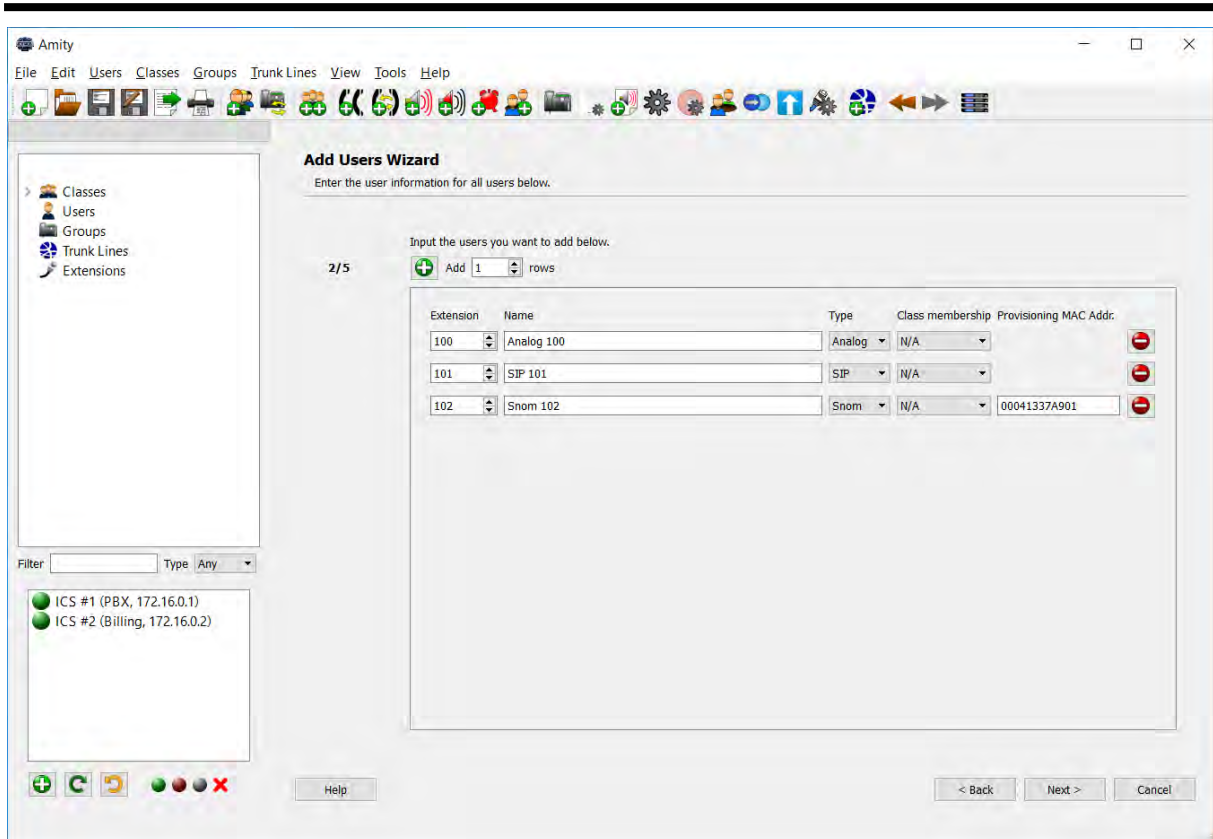 Amity
File Edit Users Classes Groups Trunk Lines View Tools Help
Classes
Users
Groups
Trunk Lines
Extensions
Filter Type Any
ICS #1 (PBX, 172.16.0.1)
ICS #2 (Billing, 172.16.0.2)
Add Users Wizard
Enter the user information for all users below.
2/5
Input the users you want to add below.
Add 1 rows
Extension Name Type Class membership Provisioning MAC Addr.
100 Analog 100 Analog N/A
101 SIP 101 SIP N/A
102 Snom 102 Snom N/A 00041337A901
Help < Back Next > Cancel